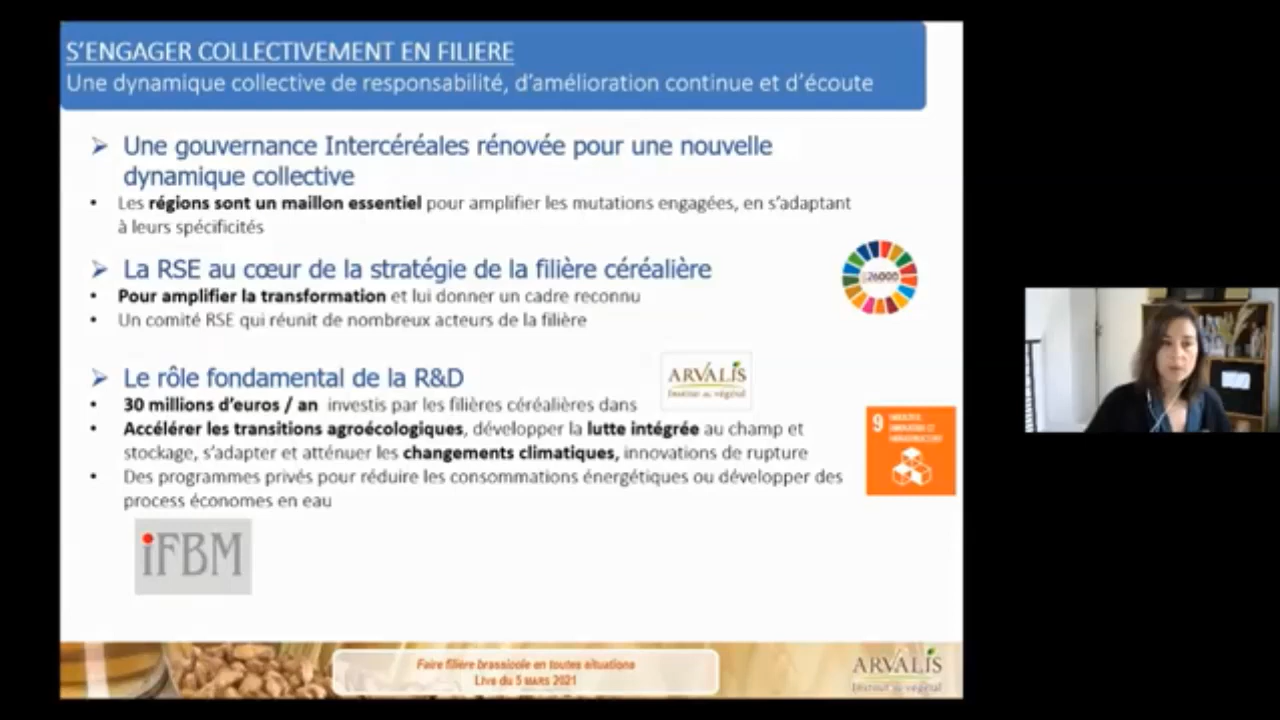 S'ENGAGER COLLECTIVEMENT EN FILIERE
Une dynamique collective de responsabilité, d'amélioration continue et d'écoute
➢ Une gouvernance Intercéréales rénovée pour une nouvelle
dynamique collective
• Les régions sont un maillon essentiel pour amplifier les mutations engagées, en s'adaptant
à leurs spécificités
➢ La RSE au cœur de la stratégie de la filière céréalière
• Pour amplifier la transformation et lui donner un cadre reconnu
• Un comité RSE qui réunit de nombreux acteurs de la filière
26000
➢ Le rôle fondamental de la R&D
ARVALIS
Institut du végétal
• 30 millions d'euros / an investis par les filières céréalières dans
• Accélérer les transitions agroécologiques, développer la lutte intégrée au champ et
stockage, s'adapter et atténuer les changements climatiques, innovations de rupture
• Des programmes privés pour réduire les consommations énergétiques ou développer des
process économes en eau
9
iFBM
Faire filière brassicole en toutes situations
Live du 5 MARS 2021
ARVALIS
Institut du végétal